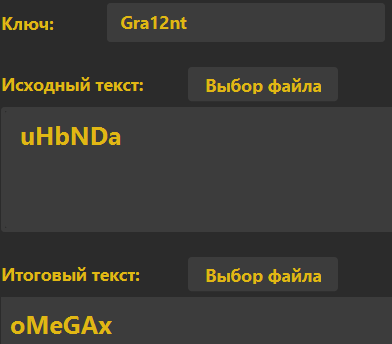 Ключ: Gra12nt
Исходный текст: Выбор файла
uHbNDa
Итоговый текст: Выбор файла
oMeGAx